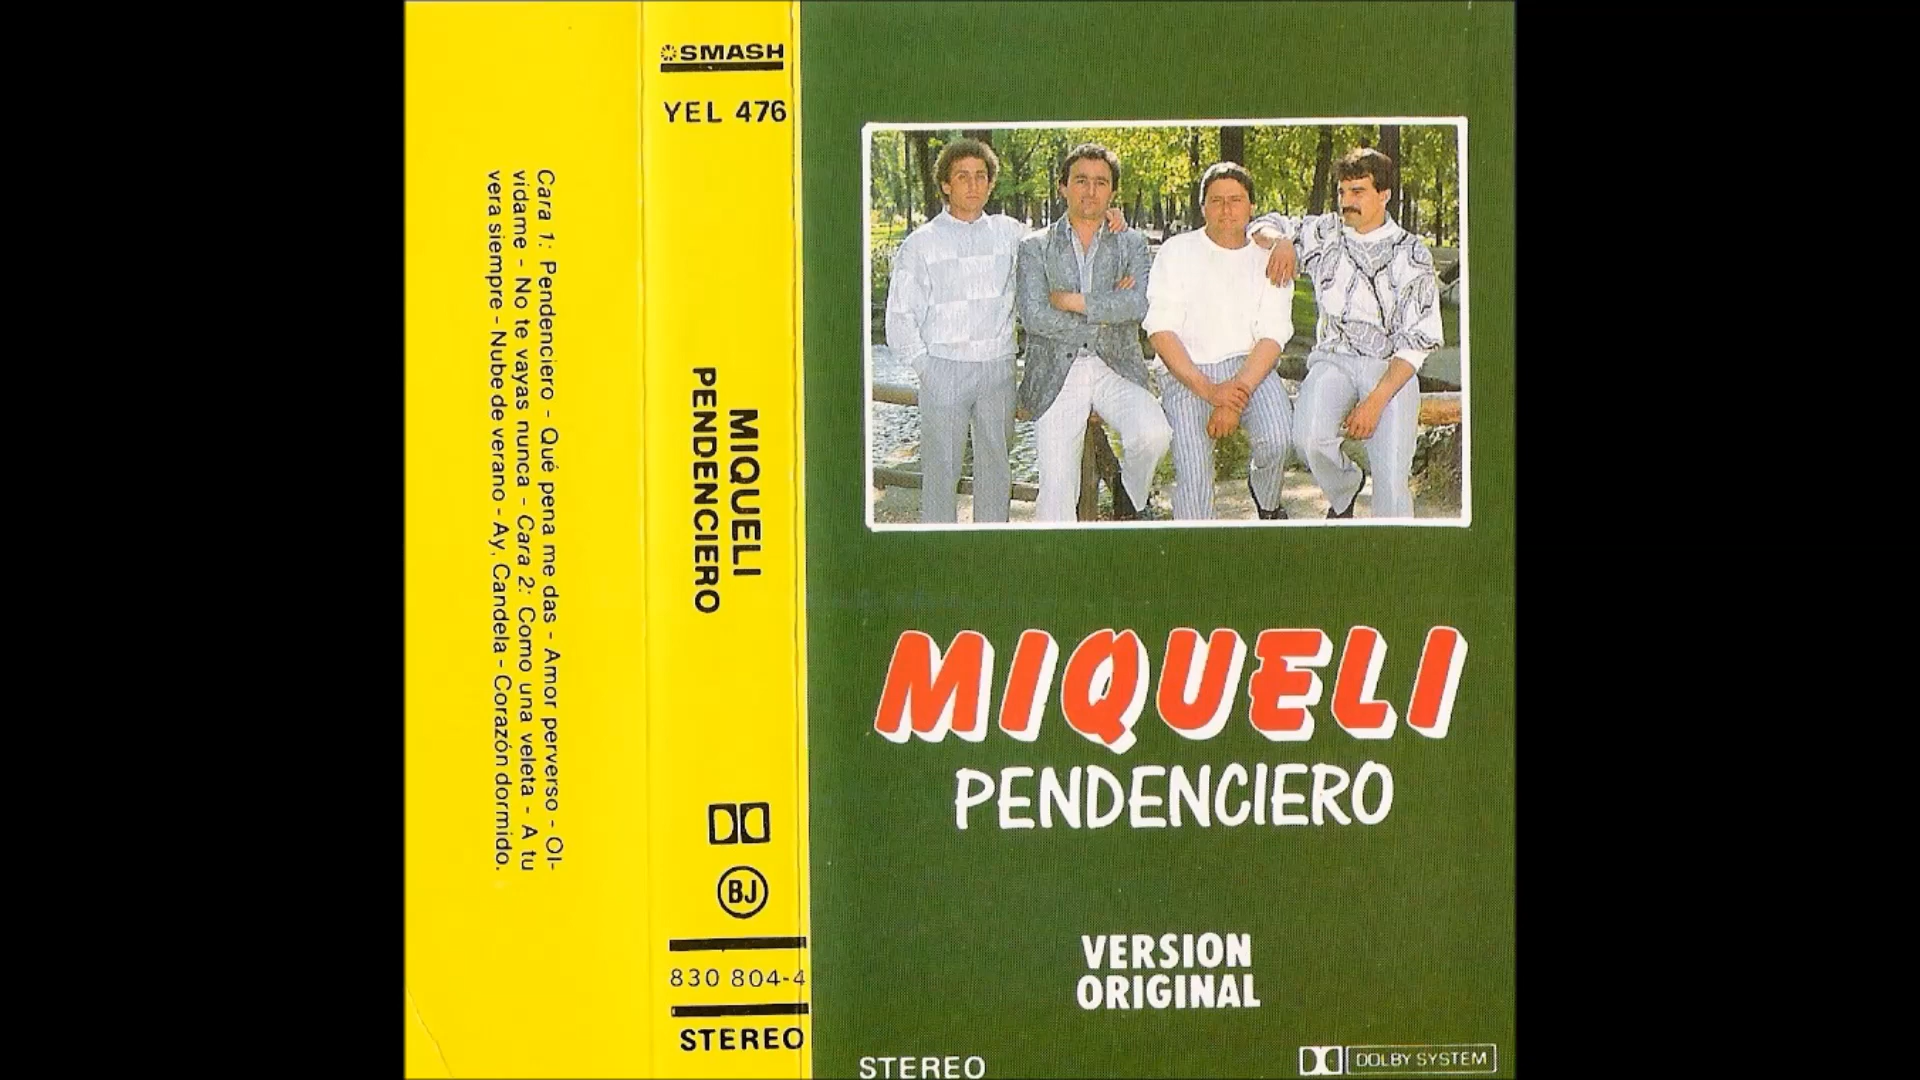 Cara 1: Pendenciero - Qué pena me das - Amor perverso - Ol-
vidame - No te vayas nunca - Cara 2: Como una veleta - A tu
vera siempre - Nube de verano - Ay, Candela - Corazón dormido.
SMASH
YEL 476
MIQUELI
PENDENCIERO
BJ
830 804-4
STEREO
MIQUELI
PENDENCIERO
VERSION
ORIGINAL
STEREO
DOLBY SYSTEM